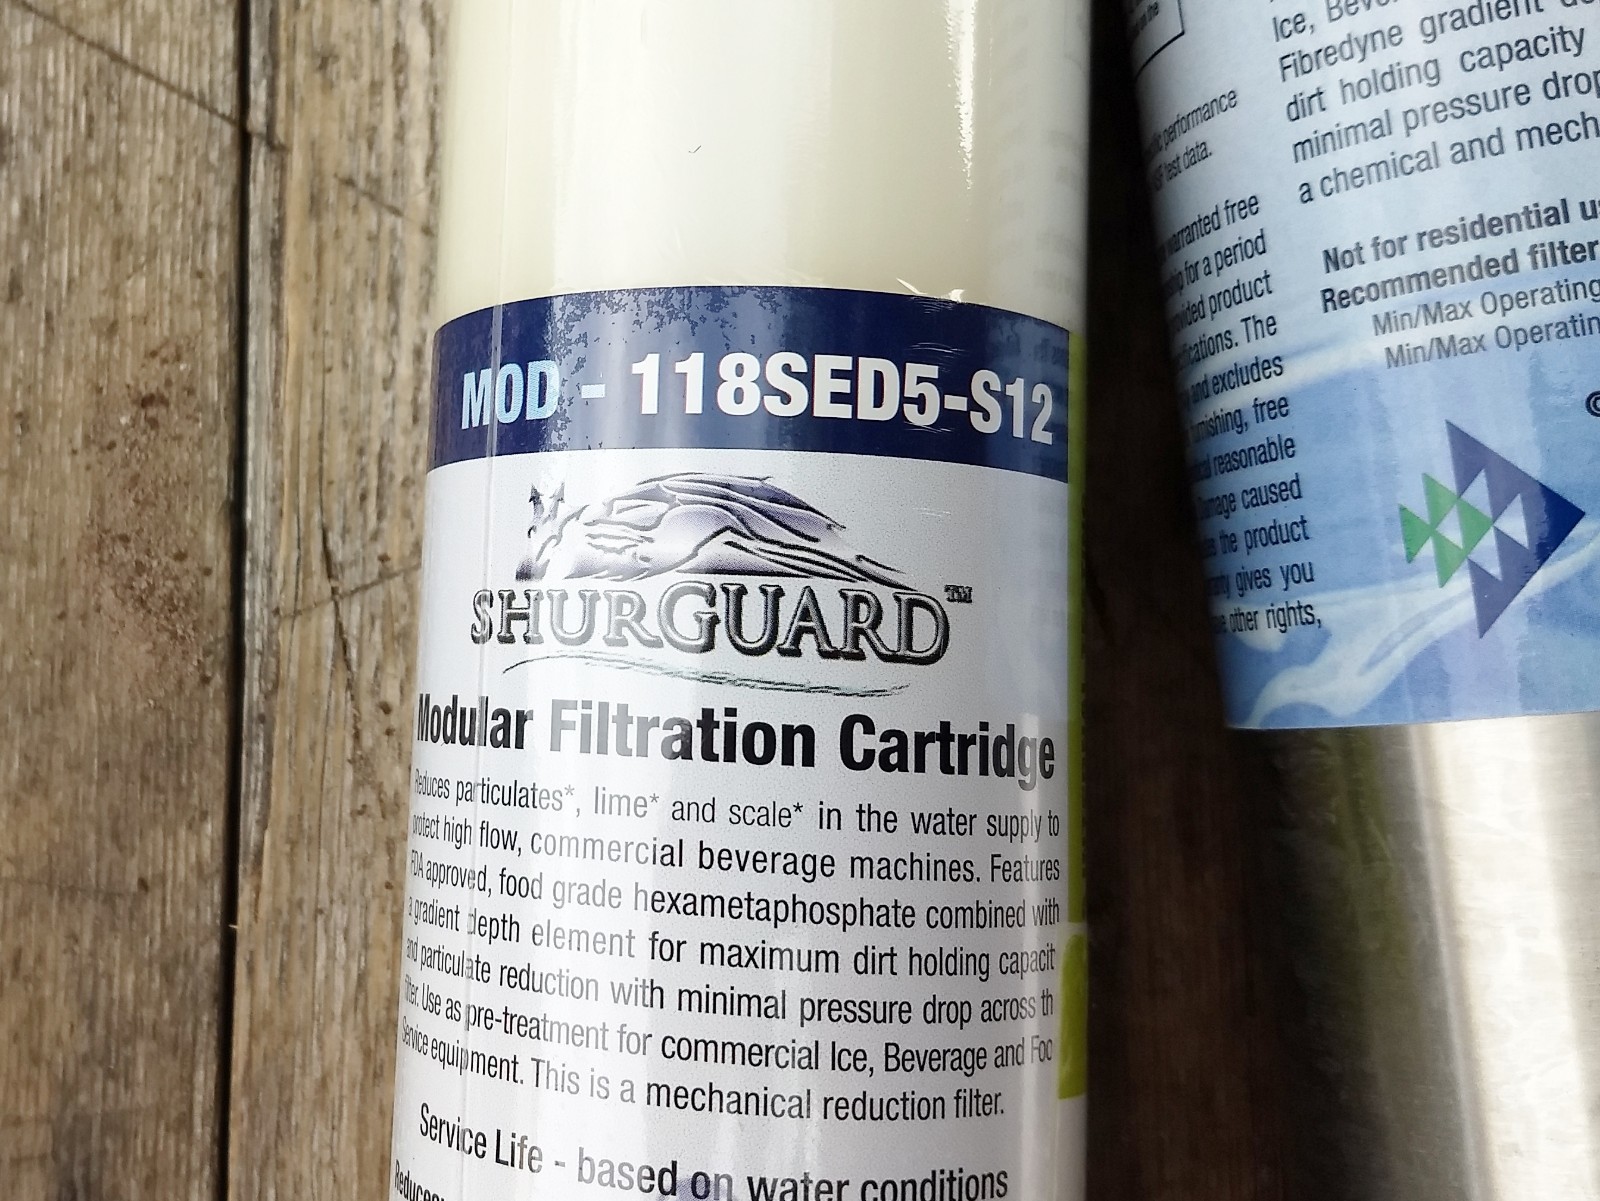 MOD - 118SED5-S12
SHURGUARD™
Modular Filtration Cartridge
Reduces particulates*, lime* and scale* in the water supply to
protect high flow, commercial beverage machines. Features
FDA approved, food grade hexametaphosphate combined with
a gradient depth element for maximum dirt holding capacit
and particulate reduction with minimal pressure drop across th
filter. Use as pre-treatment for commercial Ice, Beverage and Foo
Service equipment. This is a mechanical reduction filter.
Service Life - based on water conditions
Reduces
on the
performance
test data.
warranted free
for a period
product
The
and excludes
free
reasonable
caused
the product
gives you
other rights,
Ice,
Fibredyne gradient
dirt holding capacity
minimal pressure drop
a chemical and mech
Not for residential
Recommended filter
Min/Max Operating
Min/Max Operatin